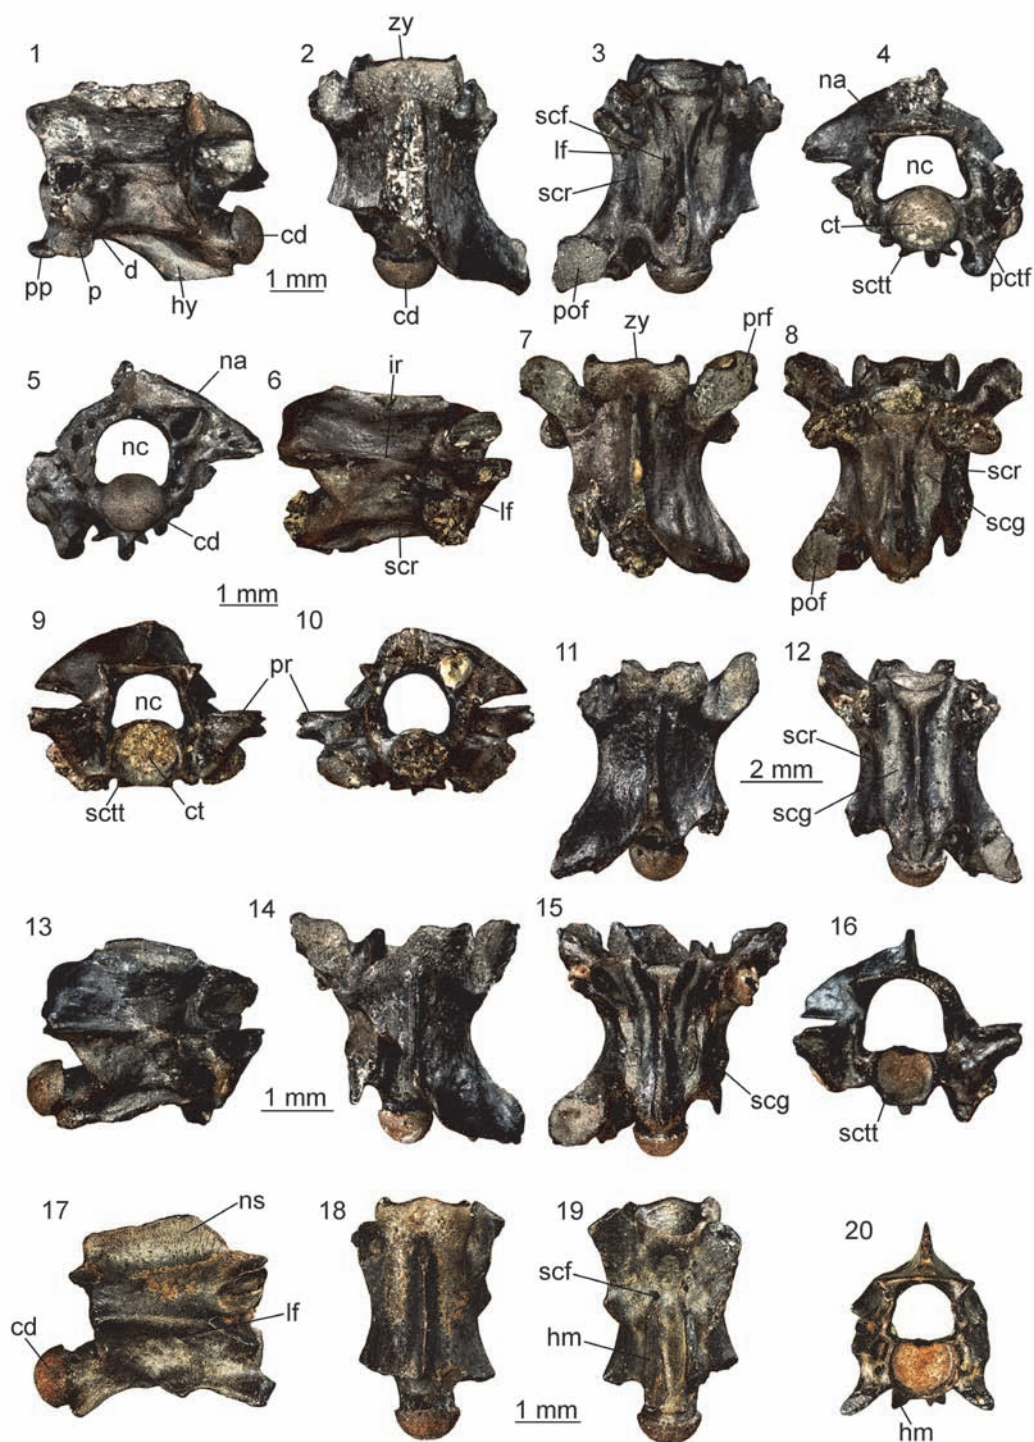 1
2
zy
3
4
na
scf
lf
scr
nc
ct
cd
pp
d
p
hy
1 mm
cd
pof
sctt
pctf
5
na
6
ir
7
zy
prf
8
nc
cd
lf
scr
scr
scg
pof
1 mm
9
10
pr
nc
sctt
ct
11
12
scr
scg
2 mm
13
14
15
16
1 mm
scg
sctt
17
ns
18
19
20
scf
hm
cd
lf
1 mm
hm